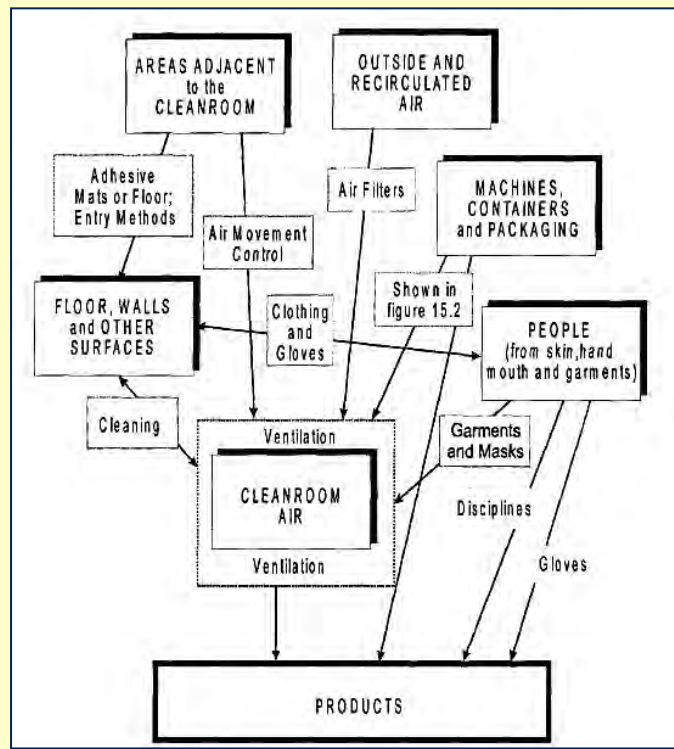 AREAS ADJACENT
to the
CLEANROOM
OUTSIDE AND
RECIRCULATED
AIR
Adhesive
Mats or Floor;
Entry Methods
Air Filters
MACHINES,
CONTAINERS
and PACKAGING
Air Movement
Control
Shown in
figure 15.2
FLOOR, WALLS
and OTHER
SURFACES
Clothing
and
Gloves
PEOPLE
(from skin,hand
mouth and garments)
Cleaning
Ventilation
Garments
and Masks
CLEANROOM
AIR
Disciplines
Ventilation
Gloves
PRODUCTS